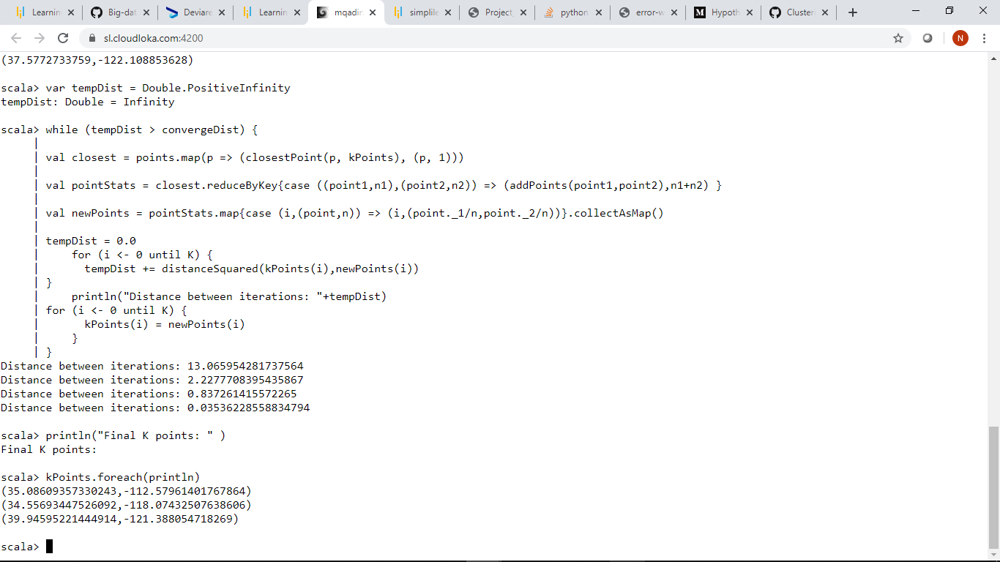 Learnin
Big-dat
Deviare
Learnin
mqadir
simplile
Project_
python
error-w
Hypoth
Cluster
sl.cloudloka.com:4200
N
(37.5772733759,-122.108853628)
scala> var tempDist = Double.PositiveInfinity
tempDist: Double = Infinity
scala> while (tempDist > convergeDist) {
|
| val closest = points.map(p => (closestPoint(p, kPoints), (p, 1)))
|
| val pointStats = closest.reduceByKey{case ((point1,n1),(point2,n2)) => (addPoints(point1,point2),n1+n2) }
|
| val newPoints = pointStats.map{case (i,(point,n)) => (i,(point._1/n,point._2/n))}.collectAsMap()
|
| tempDist = 0.0
|     for (i <- 0 until K) {
|       tempDist += distanceSquared(kPoints(i),newPoints(i))
| }
|     println("Distance between iterations: "+tempDist)
| for (i <- 0 until K) {
|       kPoints(i) = newPoints(i)
|     }
| }
Distance between iterations: 13.065954281737564
Distance between iterations: 2.2277708395435867
Distance between iterations: 0.837261415572265
Distance between iterations: 0.03536228558834794
scala> println("Final K points: " )
Final K points:
scala> kPoints.foreach(println)
(35.08609357330243,-112.57961401767864)
(34.55693447526092,-118.07432507638606)
(39.94595221444914,-121.388054718269)
scala>